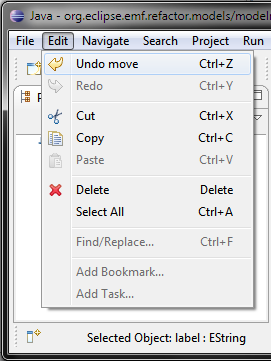 Java - org.eclipse.emf.refactor.models/model
File Edit Navigate Search Project Run
Undo move Ctrl+Z
Redo Ctrl+Y
Cut Ctrl+X
Copy Ctrl+C
Paste Ctrl+V
Delete Delete
Select All Ctrl+A
Find/Replace... Ctrl+F
Add Bookmark...
Add Task...
Selected Object: label : EString